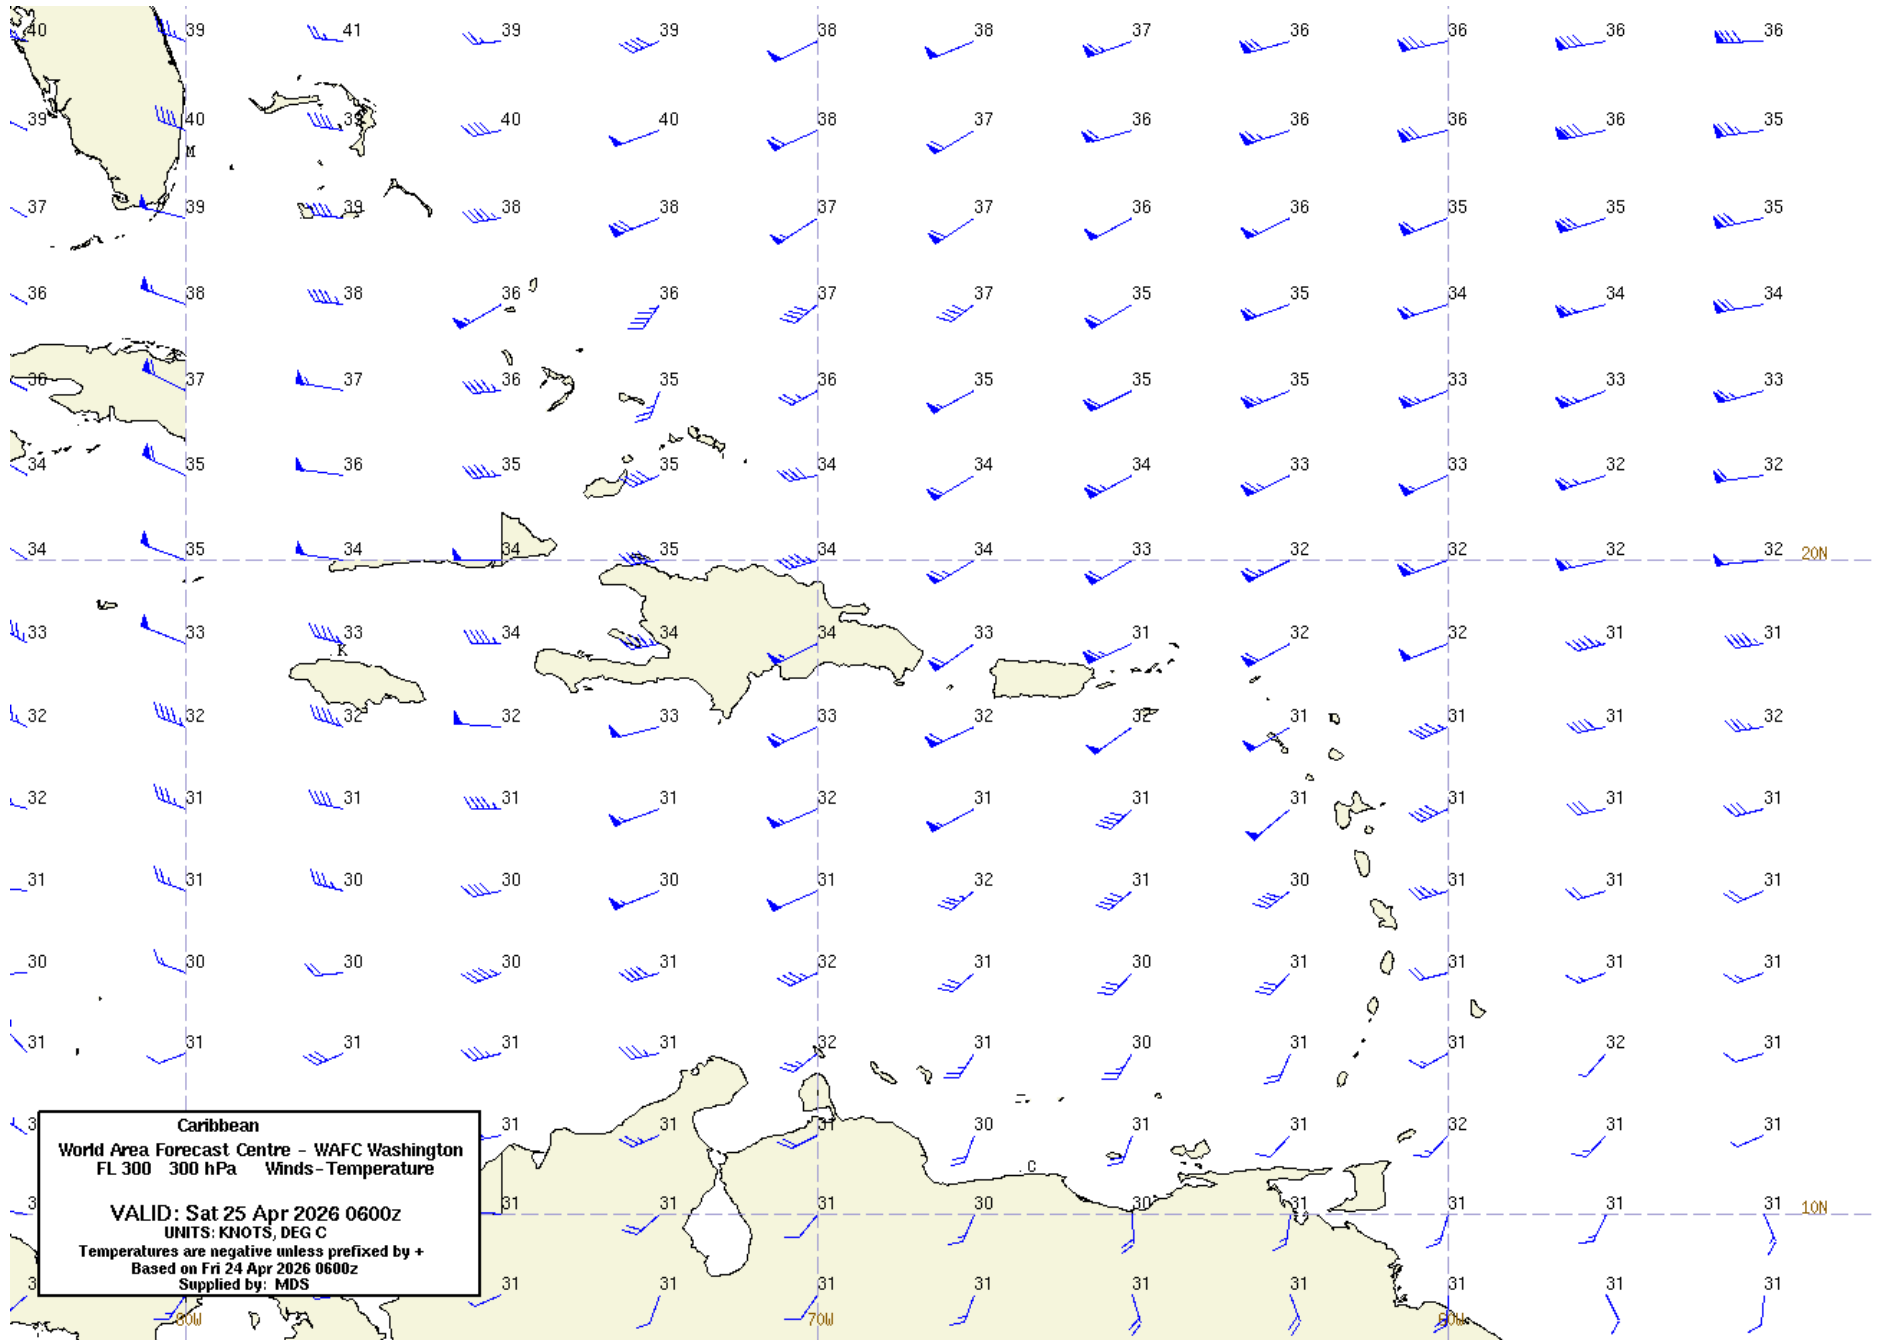 40 39 41 39 39 38 38 37 36 36 36 36
39 40 39 40 40 38 37 36 36 36 36 35
M
37 39 39 38 38 37 37 36 36 35 35 35
36 38 38 36 36 37 37 35 35 34 34 34
36 37 37 36 35 36 35 35 35 33 33 33
34 35 36 35 35 34 34 34 33 33 32 32
34 35 34 34 35 34 34 33 32 32 32 32 20N
33 33 33 34 34 34 33 31 32 32 31 31
K
32 32 32 32 33 33 32 32 31 31 31 32
32 31 31 31 31 32 31 31 31 31 31 31
31 31 30 30 30 31 32 31 30 31 31 31
30 30 30 30 31 32 31 30 31 31 31 31
31 31 31 31 31 32 31 30 31 31 32 31
31 31 31 31 30 31 31 32 31 31
C
31 31 31 30 30 31 31 31 31 10N
31 31 31 31 31 31 31 31 31
80W 70W 60W
Caribbean
World Area Forecast Centre - WAFC Washington
FL 300 300 hPa Winds-Temperature
VALID: Sat 25 Apr 2026 0600z
UNITS: KNOTS, DEG C
Temperatures are negative unless prefixed by +
Based on Fri 24 Apr 2026 0600z
Supplied by: MDS